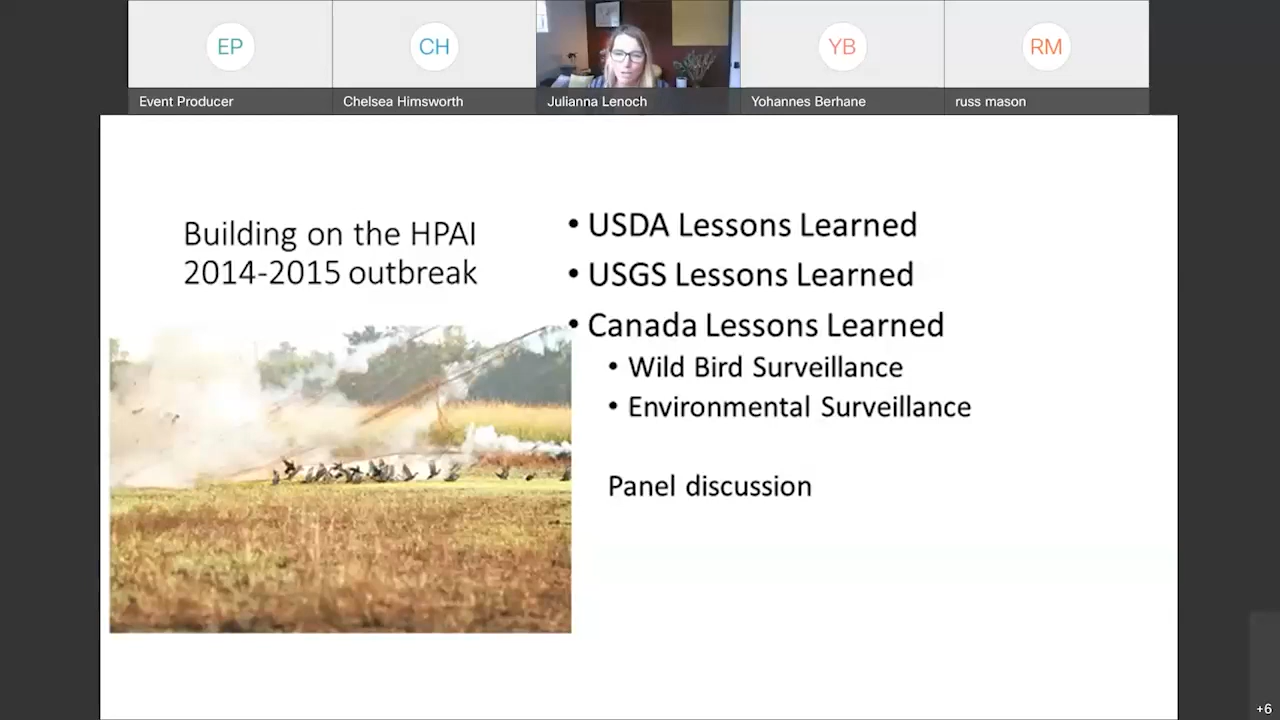 EP
CH
YB
RM
Event Producer
Chelsea Himsworth
Julianna Lenoch
Yohannes Berhane
russ mason
Building on the HPAI
2014-2015 outbreak
• USDA Lessons Learned
• USGS Lessons Learned
• Canada Lessons Learned
• Wild Bird Surveillance
• Environmental Surveillance
Panel discussion
+6